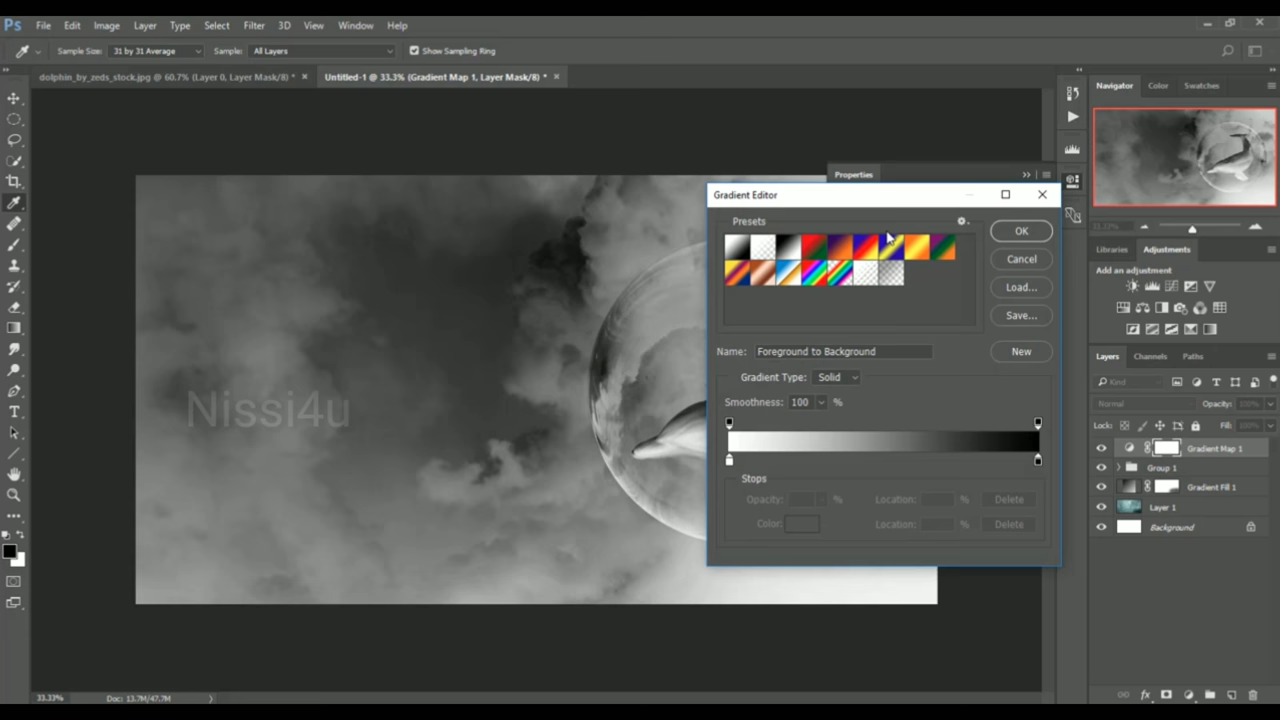 Ps File Edit Image Layer Type Select Filter 3D View Window Help
Sample Size: 31 by 31 Average Sample: All Layers Show Sampling Ring
dolphin_by_zeds_stock.jpg @ 60.7% (Layer 0, Layer Mask/8) * × Untitled-1 @ 33.3% (Gradient Map 1, Layer Mask/8) * ×
Navigator Color Swatches
Properties
Gradient Editor
Presets
OK
Cancel
Load...
Save...
Name: Foreground to Background New
Gradient Type: Solid
Smoothness: 100 %
Stops
Opacity: % Location: % Delete
Color: Location: % Delete
Nissi4u
33.33%
Libraries Adjustments
Add an adjustment
Layers Channels Paths
Kind
Normal Opacity: 100%
Lock: Fill: 100%
Gradient Map 1
Group 1
Gradient Fill 1
Layer 1
Background
fx
33.33% Doc: 13.7M/47.7M